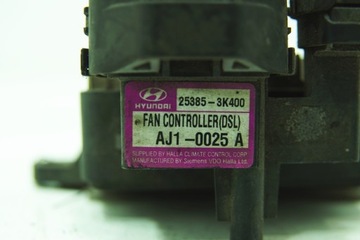 HYUNDAI 25385-3K400
FAN CONTROLLER(DSL)
AJ1-0025 A
SUPPLIED BY HALLA CLIMATE CONTROL CORP.
MANUFACTURED BY Siemens VDO Halla Ltd.